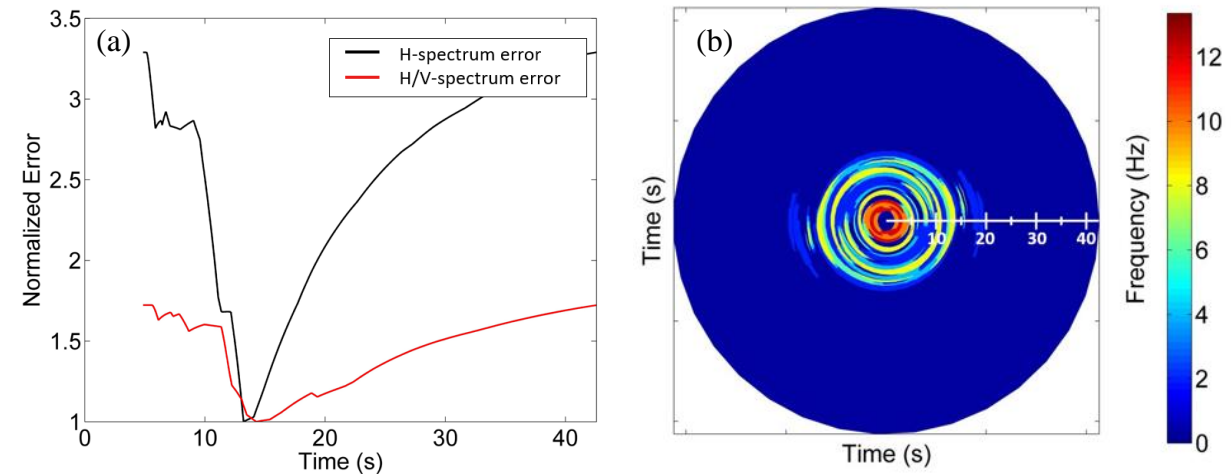 (a)
H-spectrum error
H/V-spectrum error
Normalized Error
3.5
3
2.5
2
1.5
1
0 10 20 30 40
Time (s)
(b)
Time (s)
10 20 30 40
Time (s)
Frequency (Hz)
12
10
8
6
4
2
0